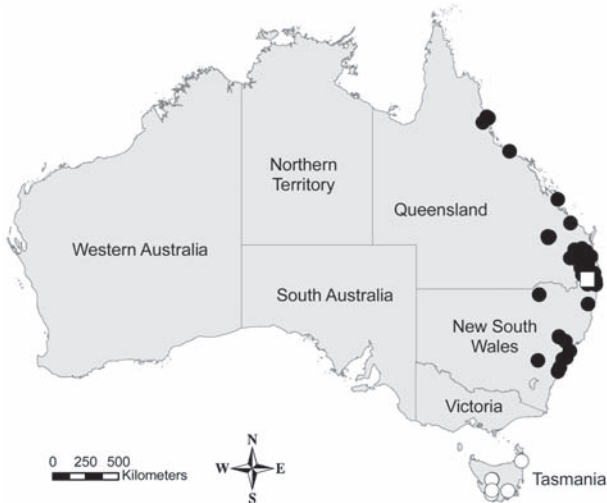 Northern
Territory
Queensland
Western Australia
South Australia
New South
Wales
Victoria
0 250 500
Kilometers
N
W E
S
Tasmania